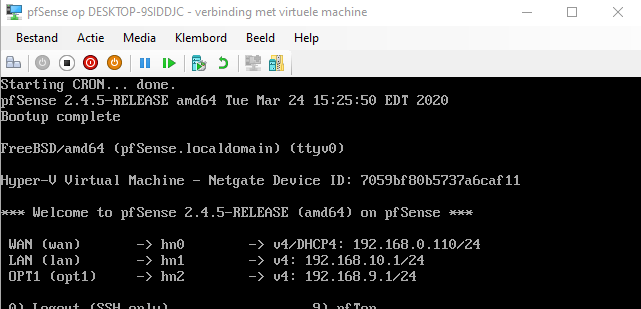 pfSense op DESKTOP-9SIDDJC - verbinding met virtuele machine
Bestand Actie Media Klembord Beeld Help
Starting CRON... done.
pfSense 2.4.5-RELEASE amd64 Tue Mar 24 15:25:50 EDT 2020
Bootup complete
FreeBSD/amd64 (pfSense.localdomain) (ttyv0)
Hyper-V Virtual Machine - Netgate Device ID: 7059bf80b5737a6caf11
*** Welcome to pfSense 2.4.5-RELEASE (amd64) on pfSense ***
WAN (wan) -> hn0 -> v4/DHCP4: 192.168.0.110/24
LAN (lan) -> hn1 -> v4: 192.168.10.1/24
OPT1 (opt1) -> hn2 -> v4: 192.168.9.1/24
0) Logout (SSH only) 9) pfTop